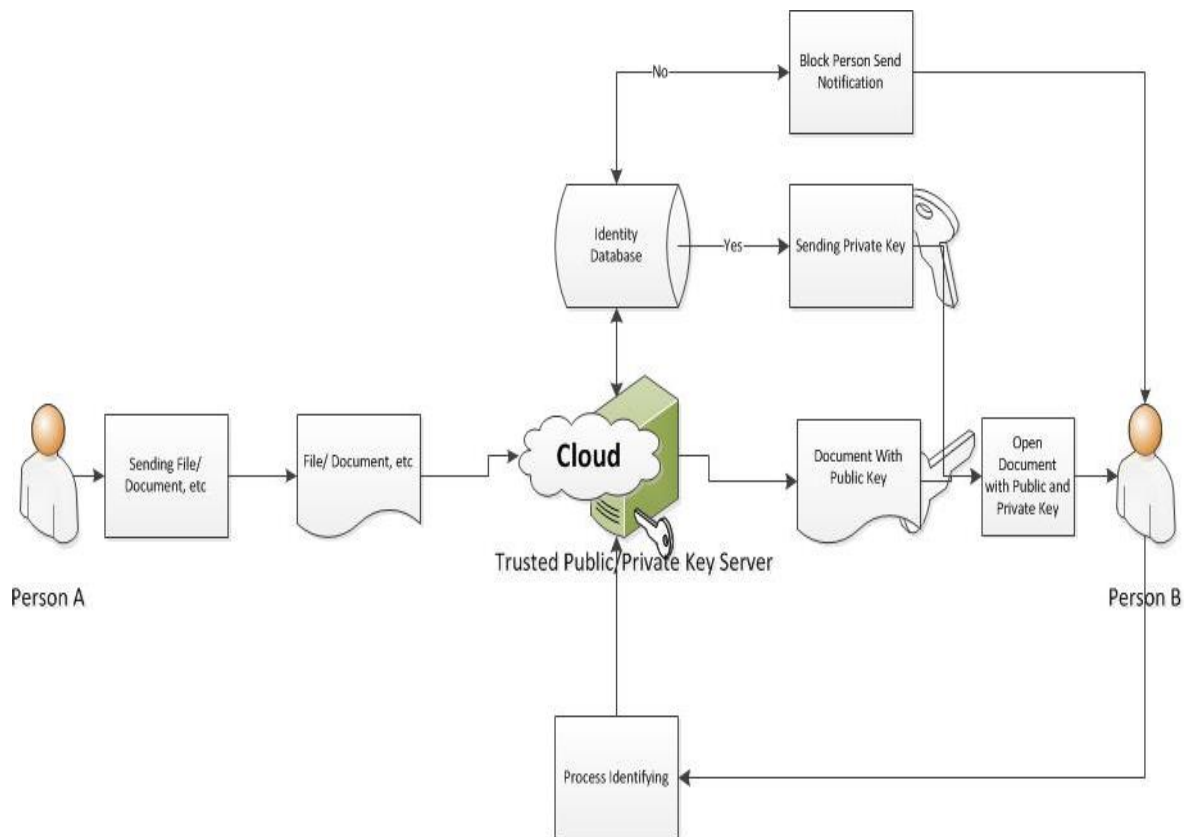 Block Person Send
Notification
No
Identity
Database
Yes
Sending Private Key
Sending File/
Document, etc
File/ Document, etc
Cloud
Document With
Public Key
Open
Document
with Public and
Private Key
Trusted Public/Private Key Server
Person A
Person B
Process Identifying